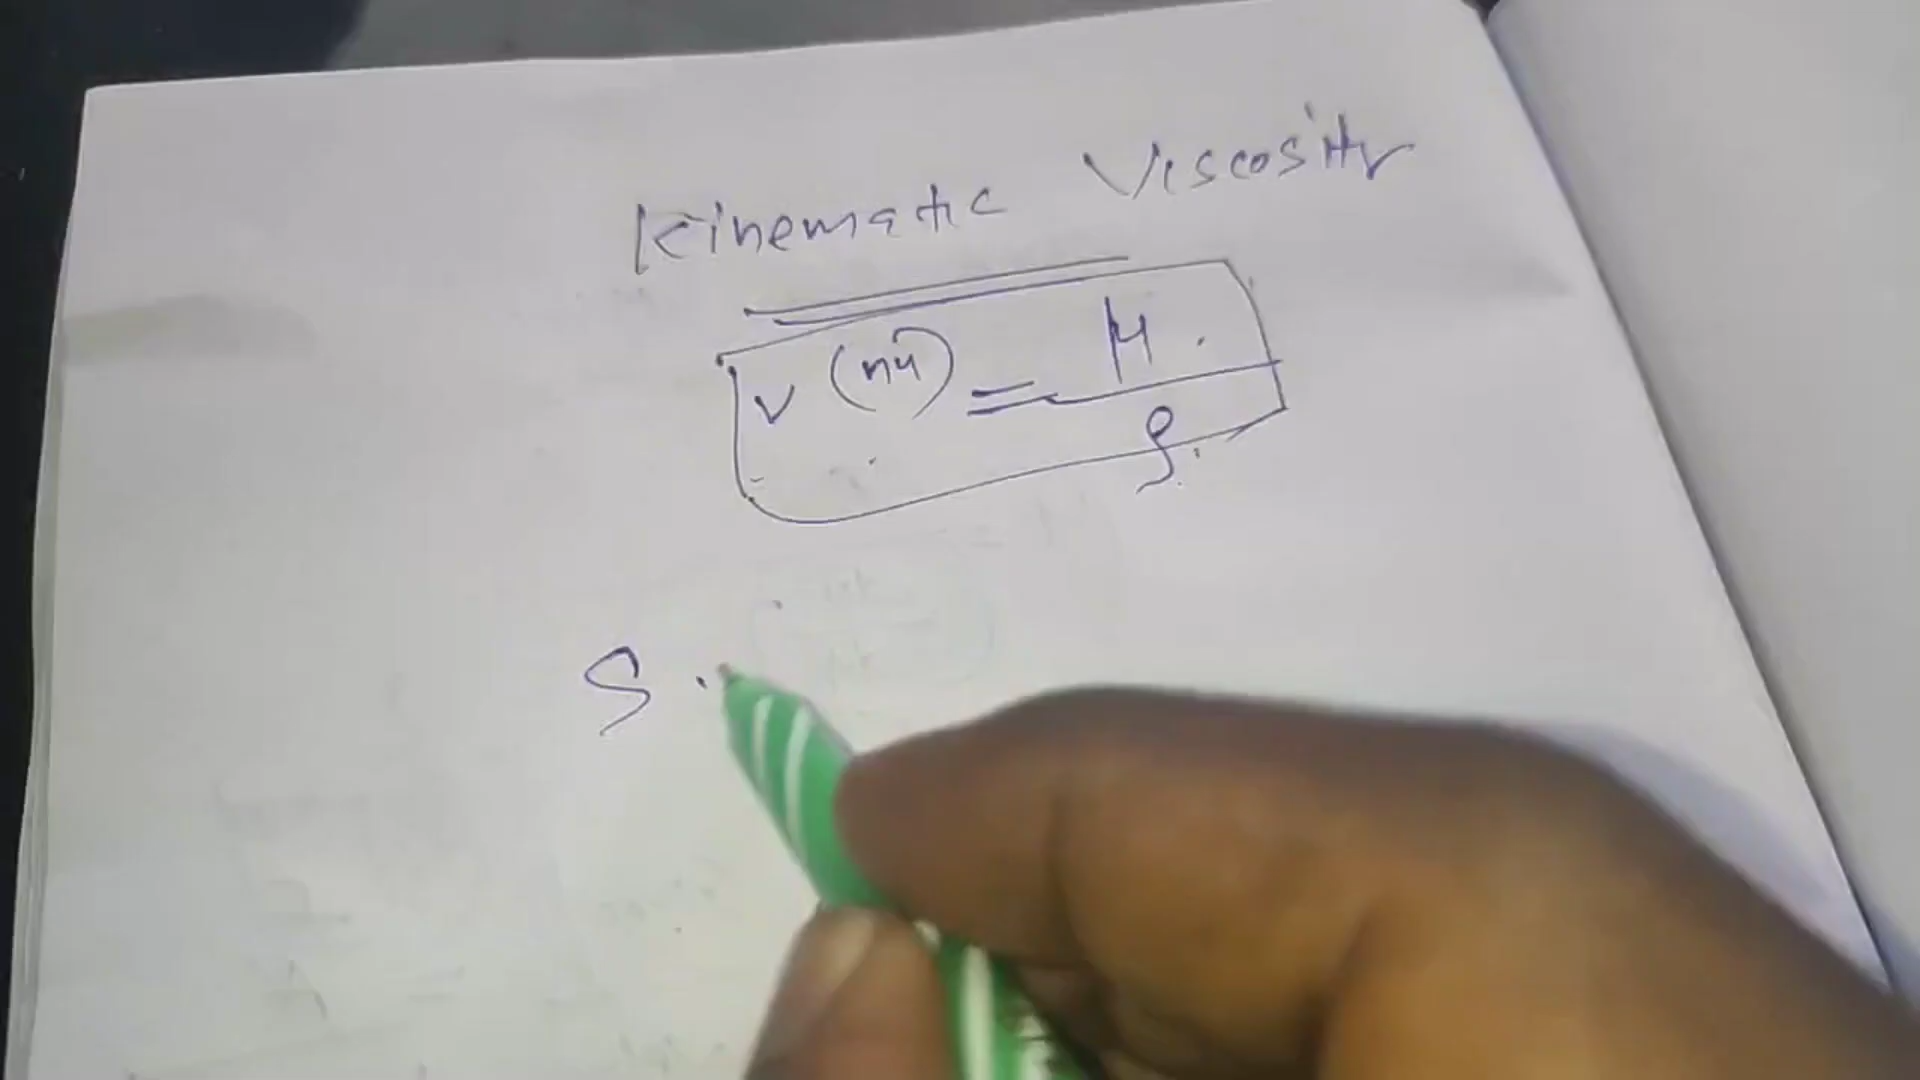 Kinematic Viscosity
ν (nu) = μ / ρ
S.